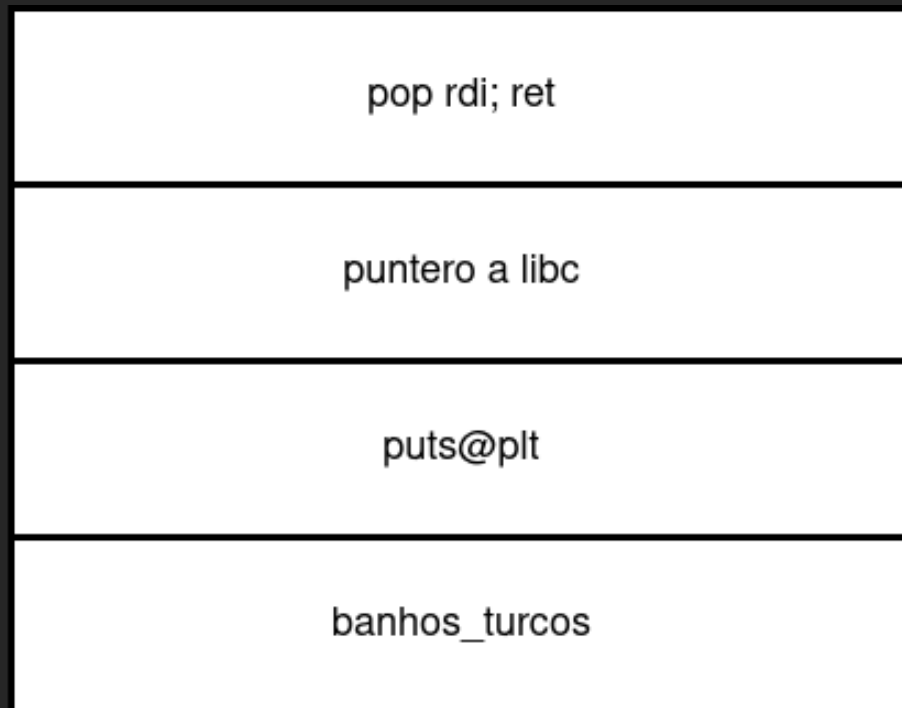 pop rdi; ret
puntero a libc
puts@plt
banhos_turcos